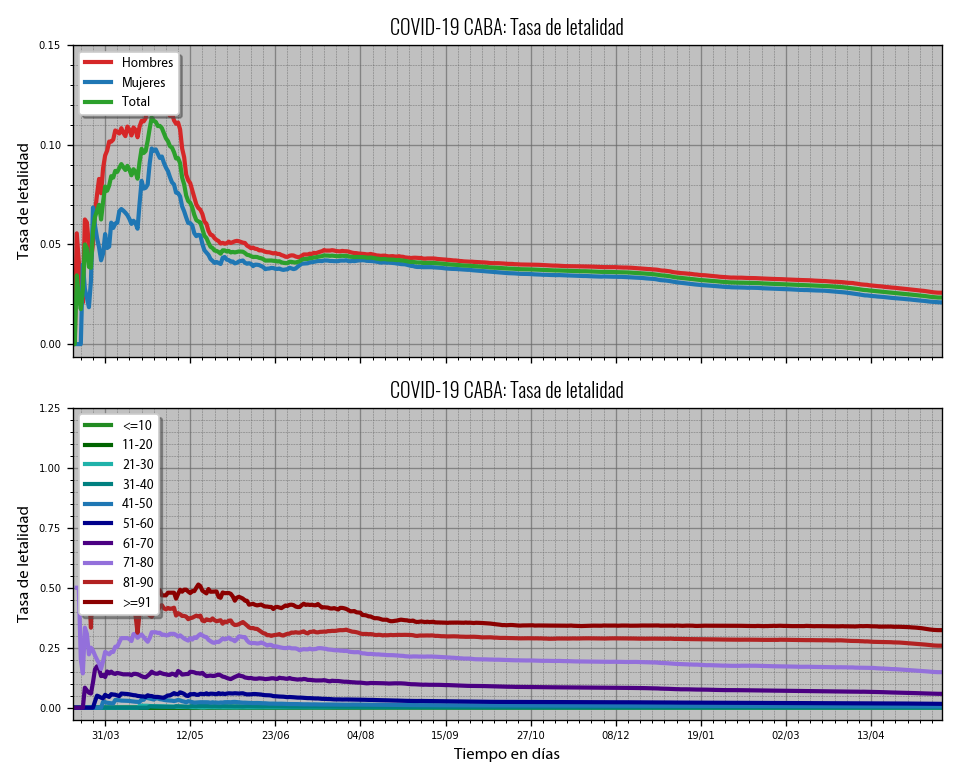 COVID-19 CABA: Tasa de letalidad
0.15
0.10
0.05
0.00
Tasa de letalidad
Hombres
Mujeres
Total
COVID-19 CABA: Tasa de letalidad
1.25
1.00
0.75
0.50
0.25
0.00
Tasa de letalidad
<=10
11-20
21-30
31-40
41-50
51-60
61-70
71-80
81-90
>=91
31/03 12/05 23/06 04/08 15/09 27/10 08/12 19/01 02/03 13/04
Tiempo en días